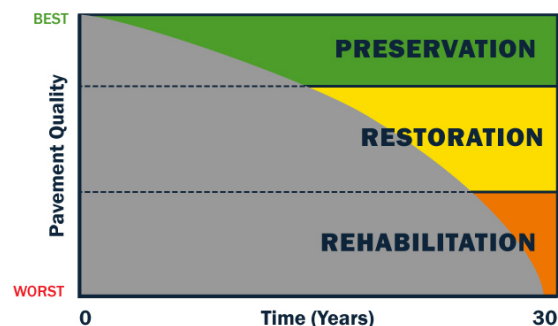 BEST
PRESERVATION
Pavement Quality
RESTORATION
REHABILITATION
WORST
0
Time (Years)
30